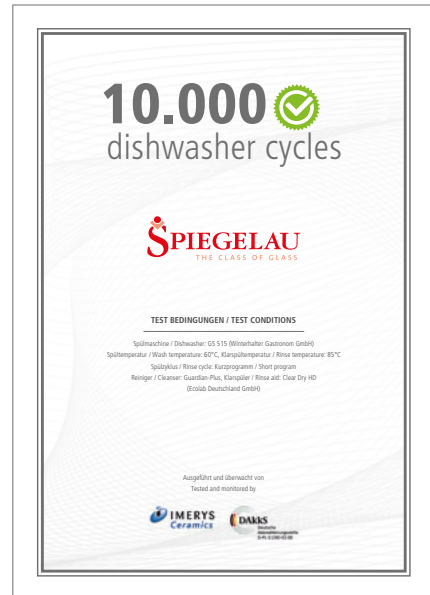 10.000
dishwasher cycles
SPIEGELAU
THE CLASS OF GLASS
TEST BEDINGUNGEN / TEST CONDITIONS
Spülmaschine / Dishwasher: GS 515 (Winterhalter Gastronom GmbH)
Spültemperatur / Wash temperature: 60°C, Klarspültemperatur / Rinse temperature: 85°C
Spülzyklus / Rinse cycle: Kurzprogramm / Short program
Reiniger / Cleanser: Guardian-Plus, Klarspüler / Rinse aid: Clear Dry HD
(Ecolab Deutschland GmbH)
Ausgeführt und überwacht von
Tested and monitored by
IMERYS
Ceramics
DAkkS
Deutsche
Akkreditierungsstelle